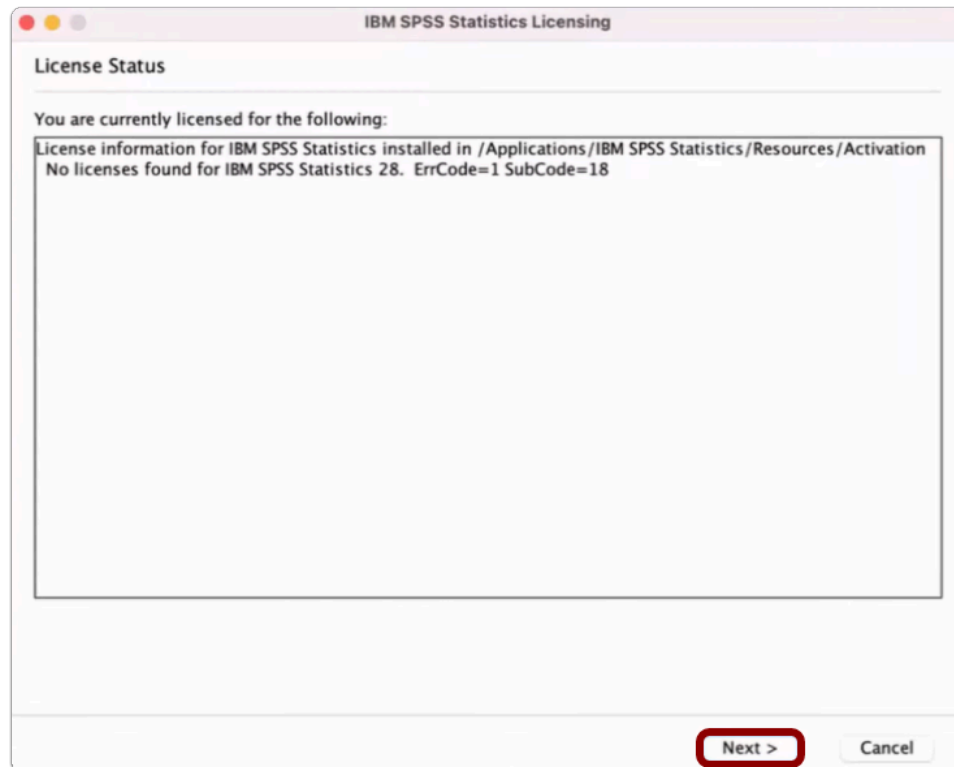 IBM SPSS Statistics Licensing
License Status
You are currently licensed for the following:
License information for IBM SPSS Statistics installed in /Applications/IBM SPSS Statistics/Resources/Activation
No licenses found for IBM SPSS Statistics 28.  ErrCode=1 SubCode=18
Next >
Cancel